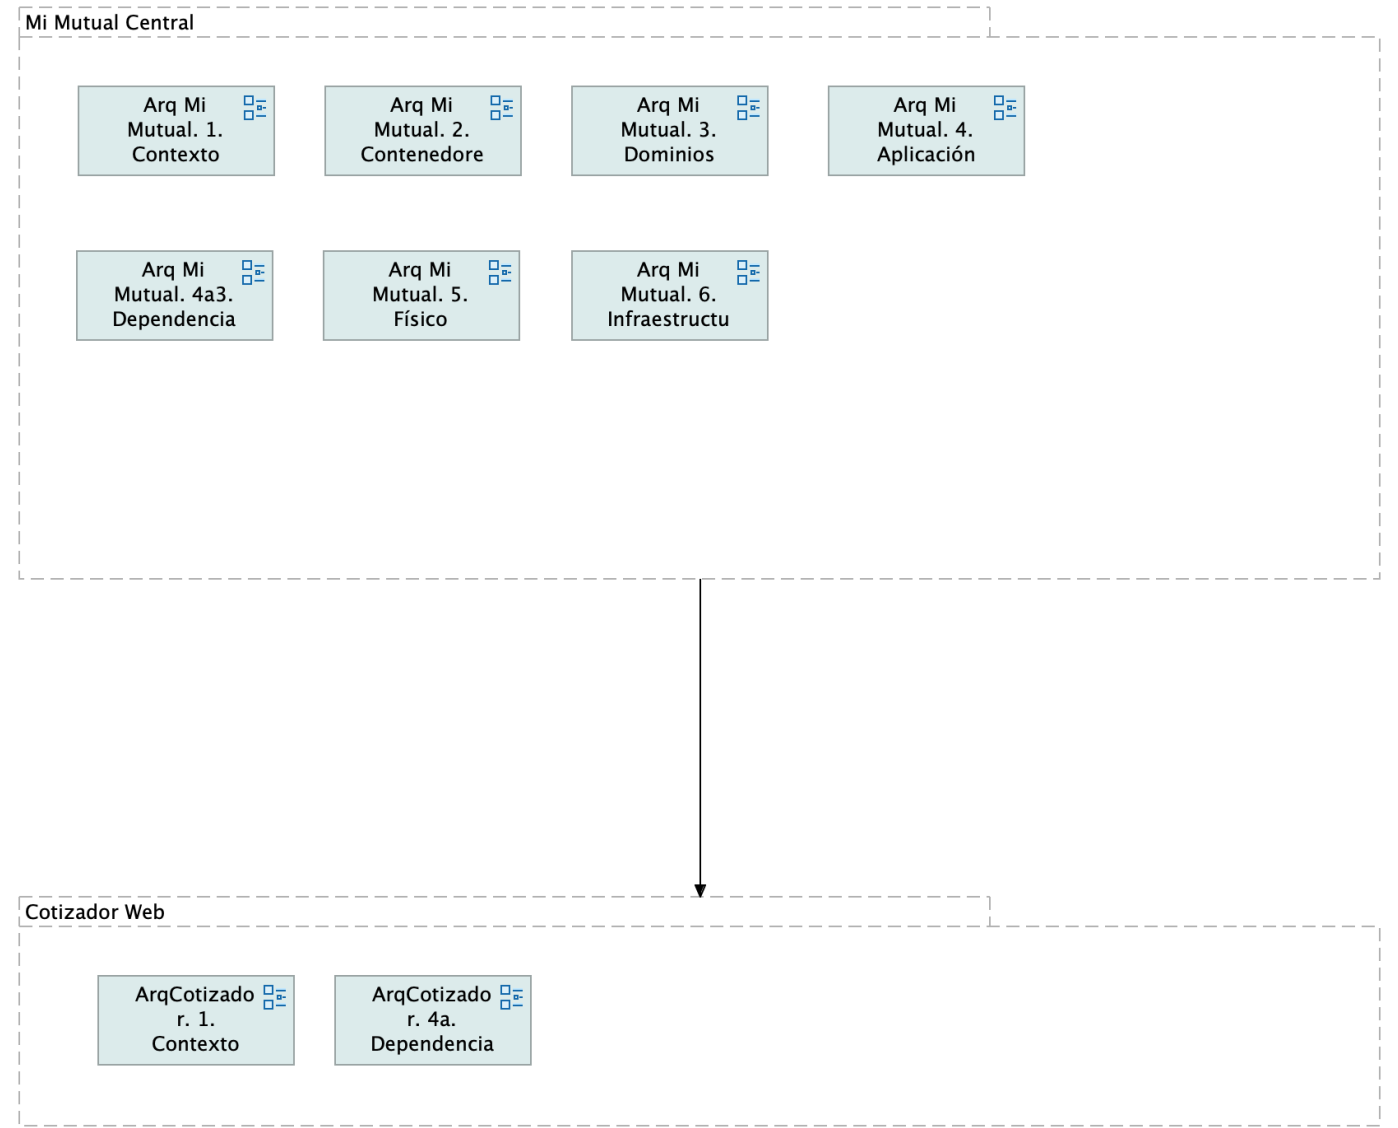 Mi Mutual Central
Arq Mi
Mutual. 1.
Contexto
Arq Mi
Mutual. 2.
Contenedore
Arq Mi
Mutual. 3.
Dominios
Arq Mi
Mutual. 4.
Aplicación
Arq Mi
Mutual. 4a3.
Dependencia
Arq Mi
Mutual. 5.
Físico
Arq Mi
Mutual. 6.
Infraestructu
Cotizador Web
ArqCotizado
r. 1.
Contexto
ArqCotizado
r. 4a.
Dependencia